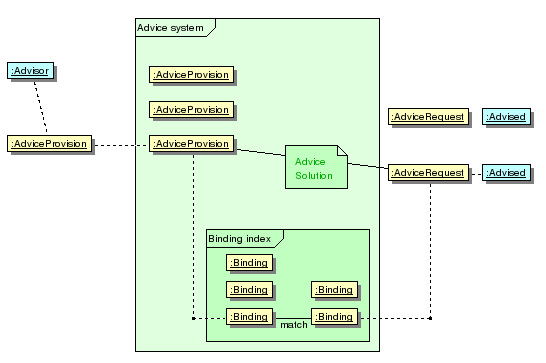 Advice system
:Advisor
:AdviceProvision
:AdviceProvision
:AdviceRequest
:Advised
:AdviceProvision
:AdviceProvision
Advice
Solution
:AdviceRequest
:Advised
Binding index
:Binding
:Binding
:Binding
:Binding
:Binding
match